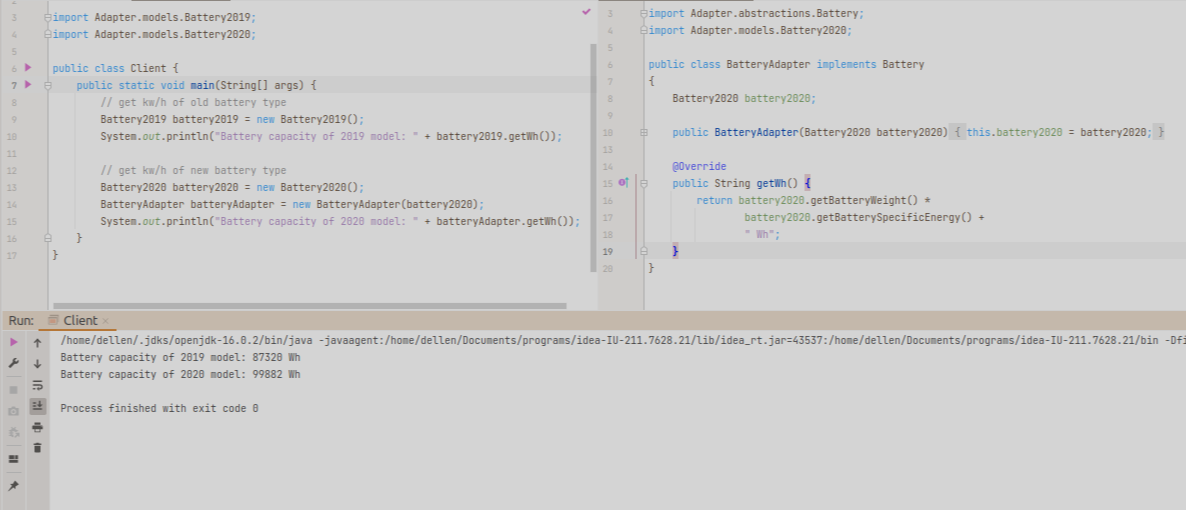 3 import Adapter.models.Battery2019;
4 import Adapter.models.Battery2020;
5
6 public class Client {
7 public static void main(String[] args) {
8 // get km/h of old battery type
9 Battery2019 battery2019 = new Battery2019();
10 System.out.println("Battery capacity of 2019 model: " + battery2019.getWh());
11
12 // get km/h of new battery type
13 Battery2020 battery2020 = new Battery2020();
14 BatteryAdapter batteryAdapter = new BatteryAdapter(battery2020);
15 System.out.println("Battery capacity of 2020 model: " + batteryAdapter.getWh());
16 }
17 }
3 import Adapter.abstractions.Battery;
4 import Adapter.models.Battery2020;
5
6 public class BatteryAdapter implements Battery
7 {
8 Battery2020 battery2020;
9
10 public BatteryAdapter(Battery2020 battery2020) { this.battery2020 = battery2020; }
13
14 @Override
15 public String getWh() {
16 return battery2020.getBatteryWeight() *
17 battery2020.getBatterySpecificEnergy() +
18 " Wh";
19 }
20 }
Run: Client ×
/home/dellen/.jdks/openjdk-16.0.2/bin/java -javaagent:/home/dellen/Documents/programs/idea-IU-211.7628.21/lib/idea_rt.jar=43537:/home/dellen/Documents/programs/idea-IU-211.7628.21/bin -Dfi
Battery capacity of 2019 model: 87320 Wh
Battery capacity of 2020 model: 99882 Wh
Process finished with exit code 0